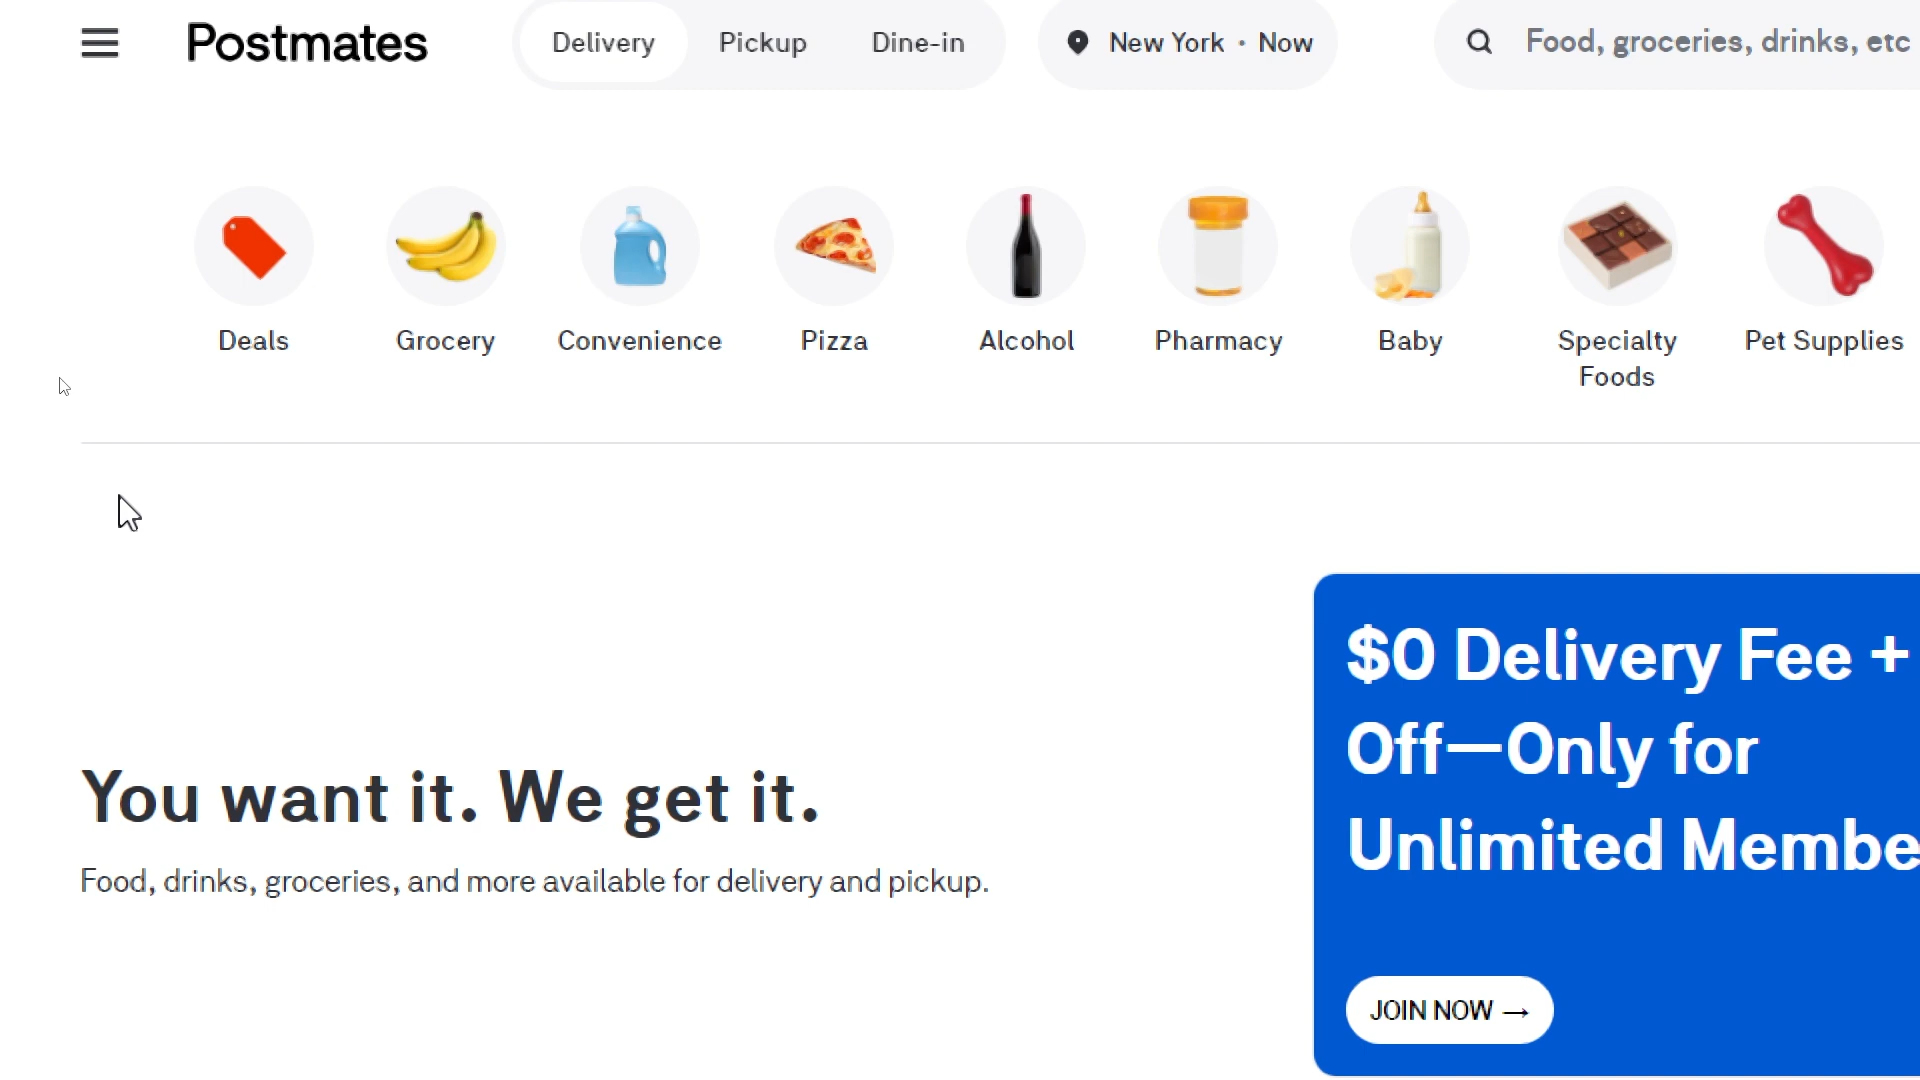 Postmates
Delivery
Pickup
Dine-in
New York • Now
Food, groceries, drinks, etc
Deals
Grocery
Convenience
Pizza
Alcohol
Pharmacy
Baby
Specialty
Foods
Pet Supplies
You want it. We get it.
Food, drinks, groceries, and more available for delivery and pickup.
$0 Delivery Fee +
Off—Only for
Unlimited Membe
JOIN NOW →